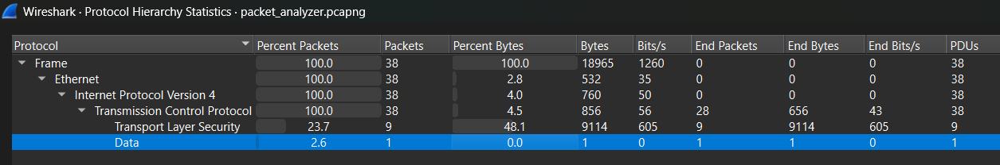 Wireshark · Protocol Hierarchy Statistics · packet_analyzer.pcapng
Protocol Percent Packets Packets Percent Bytes Bytes Bits/s End Packets End Bytes End Bits/s PDUs
Frame 100.0 38 100.0 18965 1260 0 0 0 38
Ethernet 100.0 38 2.8 532 35 0 0 0 38
Internet Protocol Version 4 100.0 38 4.0 760 50 0 0 0 38
Transmission Control Protocol 100.0 38 4.5 856 56 28 656 43 38
Transport Layer Security 23.7 9 48.1 9114 605 9 9114 605 9
Data 2.6 1 0.0 1 0 1 1 0 1